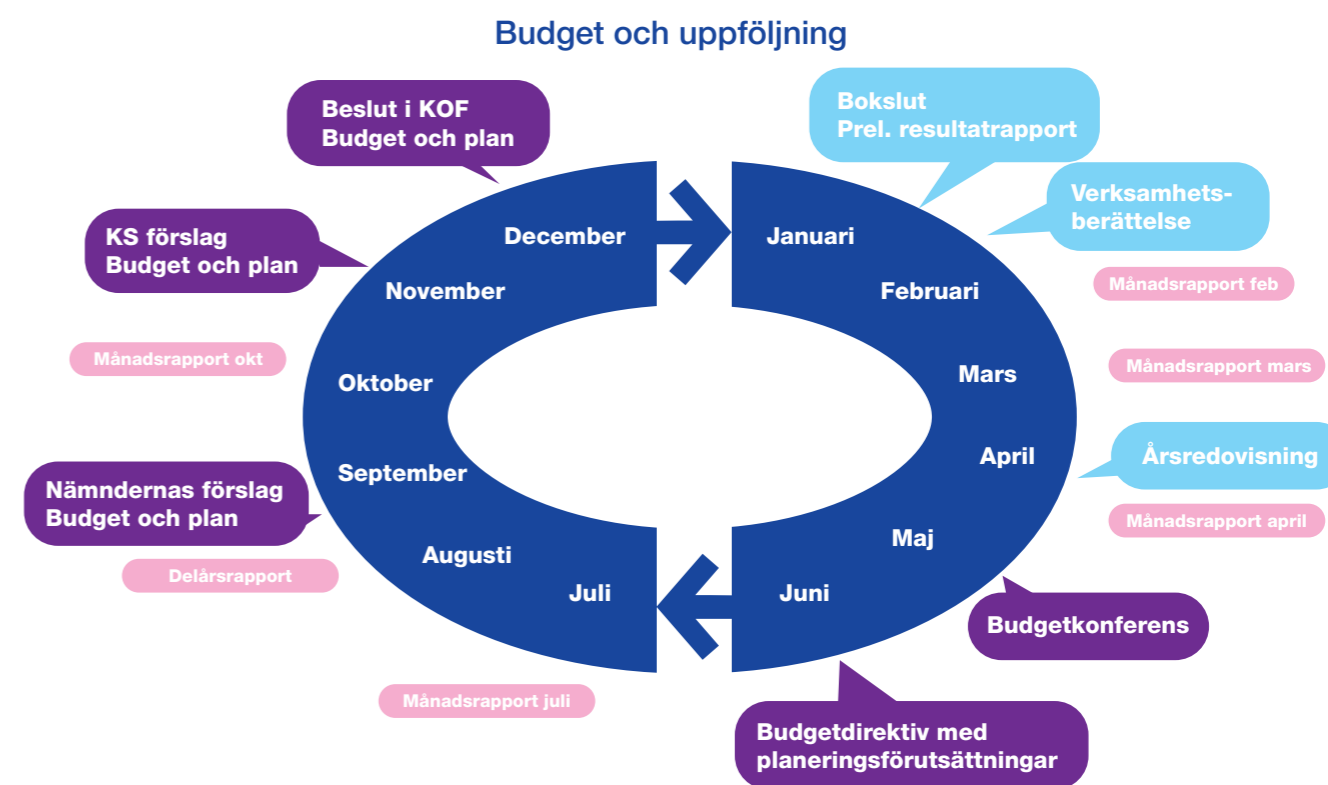 Budget och uppföljning
Beslut i KOF
Budget och plan
Bokslut
Prel. resultatrapport
Verksamhets-
berättelse
KS förslag
Budget och plan
December
Januari
November
Februari
Månadsrapport feb
Månadsrapport okt
Oktober
Mars
Månadsrapport mars
September
April
Årsredovisning
Nämndernas förslag
Budget och plan
Månadsrapport april
Augusti
Maj
Delårsrapport
Juli
Juni
Budgetkonferens
Månadsrapport juli
Budgetdirektiv med
planeringsförutsättningar